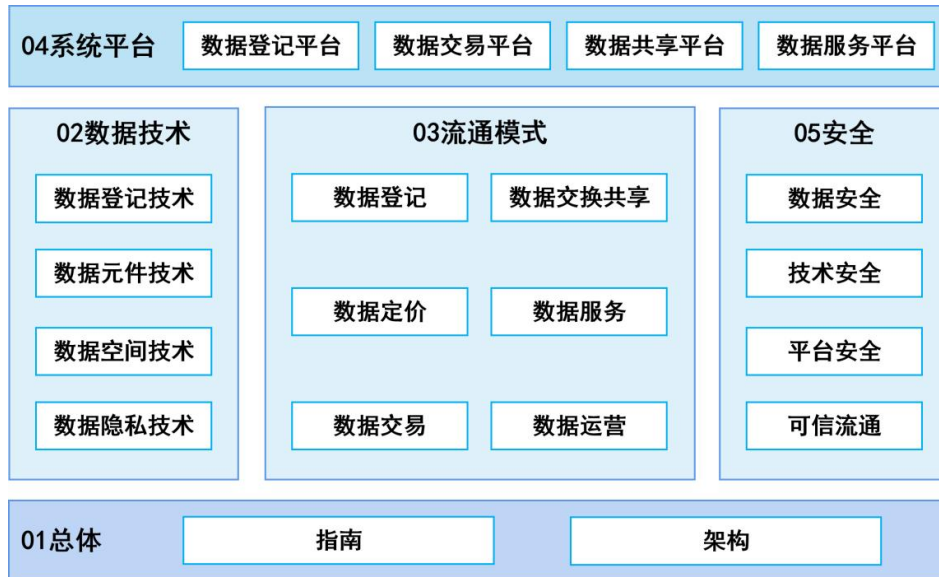 04系统平台 数据登记平台 数据交易平台 数据共享平台 数据服务平台
02数据技术
数据登记技术
数据元件技术
数据空间技术
数据隐私技术
03流通模式
数据登记 数据交换共享
数据定价 数据服务
数据交易 数据运营
05安全
数据安全
技术安全
平台安全
可信流通
01总体 指南 架构